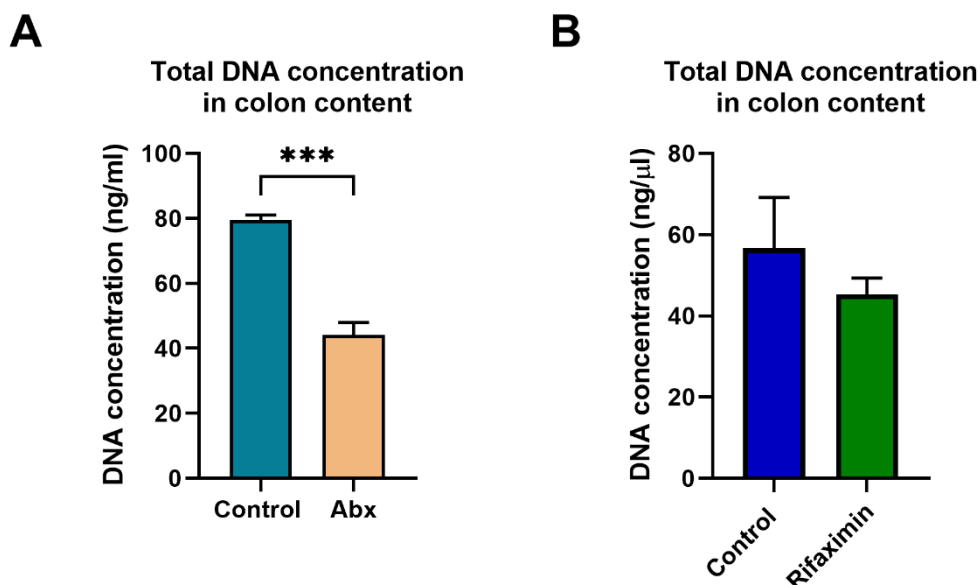 A
Total DNA concentration
in colon content
DNA concentration (ng/ml)
100
80
60
40
20
0
***
Control
Abx
B
Total DNA concentration
in colon content
DNA concentration (ng/μl)
80
60
40
20
0
Control
Rifaximin